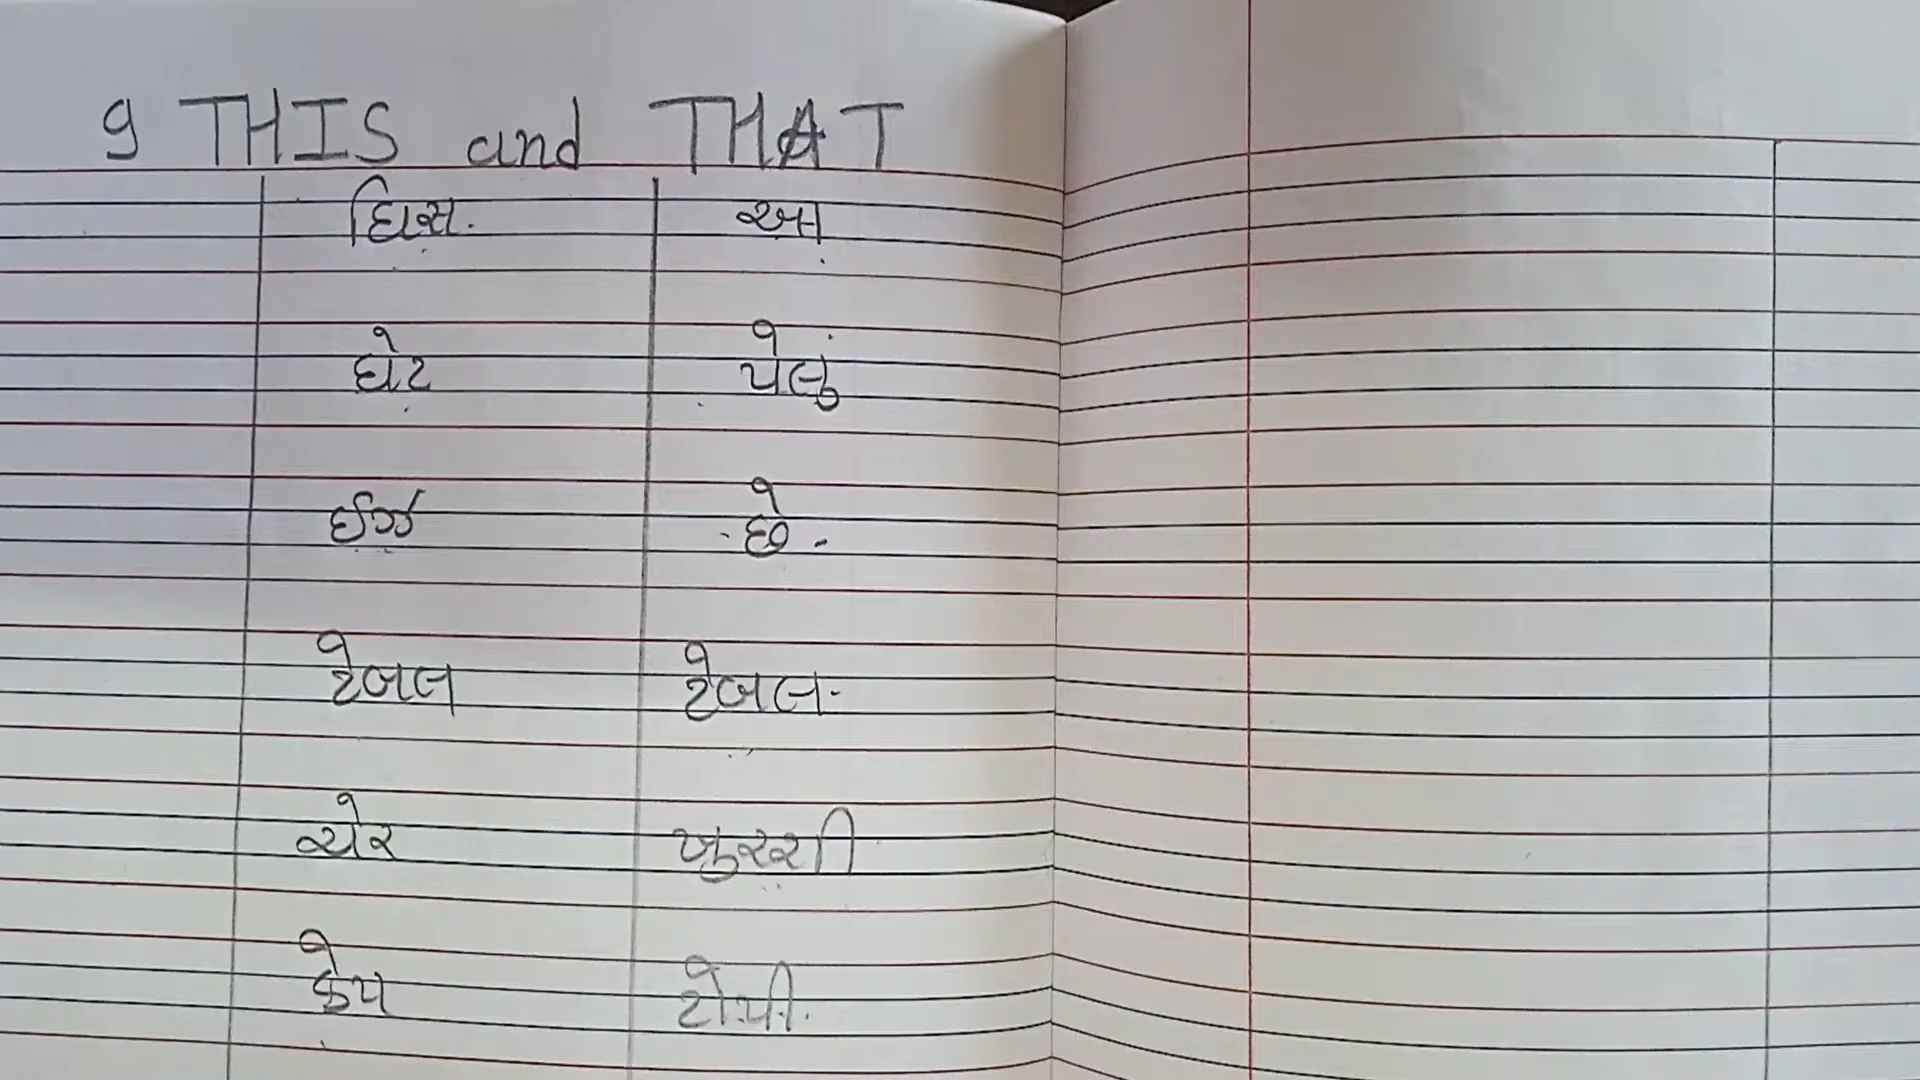 9 THIS and THAT
ધિસ. આ
ધેટ પેલું
ઈઝ છે.
ટેબલ ટેબલ.
ચેર ખુરશી
કેપ ટોપી.